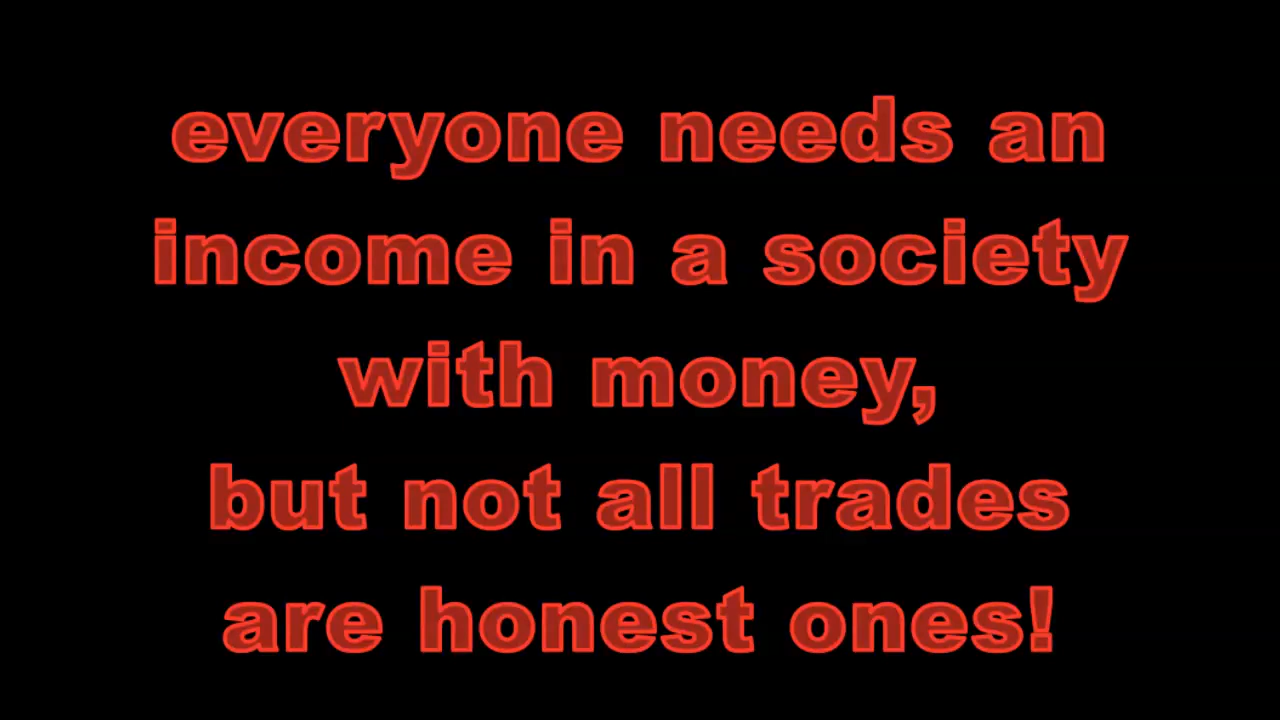 everyone needs an
income in a society
with money,
but not all trades
are honest ones!